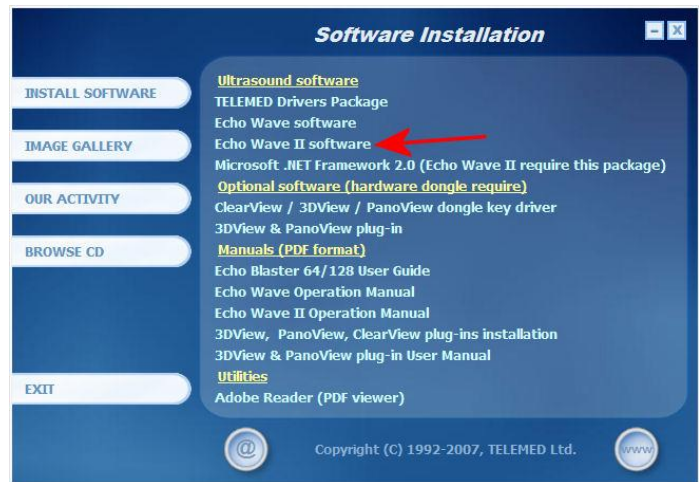 Software Installation
INSTALL SOFTWARE
IMAGE GALLERY
OUR ACTIVITY
BROWSE CD
EXIT
Ultrasound software
TELEMED Drivers Package
Echo Wave software
Echo Wave II software
Microsoft .NET Framework 2.0 (Echo Wave II require this package)
Optional software (hardware dongle require)
ClearView / 3DView / PanoView dongle key driver
3DView & PanoView plug-in
Manuals (PDF format)
Echo Blaster 64/128 User Guide
Echo Wave Operation Manual
Echo Wave II Operation Manual
3DView, PanoView, ClearView plug-ins installation
3DView & PanoView plug-in User Manual
Utilities
Adobe Reader (PDF viewer)
@ Copyright (C) 1992-2007, TELEMED Ltd. www